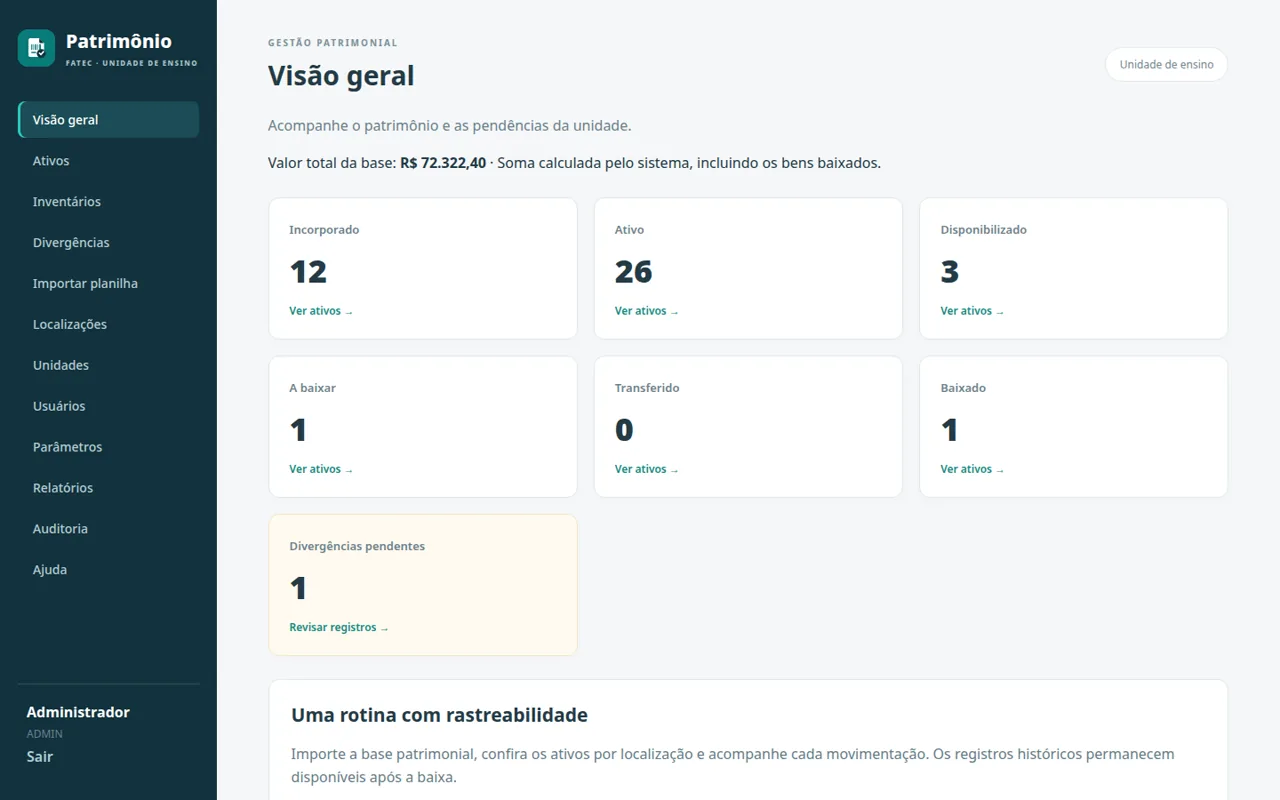 Patrimônio
FATEC · UNIDADE DE ENSINO
Visão geral
Ativos
Inventários
Divergências
Importar planilha
Localizações
Unidades
Usuários
Parâmetros
Relatórios
Auditoria
Ajuda
Administrador
ADMIN
Sair
GESTÃO PATRIMONIAL
Visão geral
Unidade de ensino
Acompanhe o patrimônio e as pendências da unidade.
Valor total da base: R$ 72.322,40 · Soma calculada pelo sistema, incluindo os bens baixados.
Incorporado
12
Ver ativos →
Ativo
26
Ver ativos →
Disponibilizado
3
Ver ativos →
A baixar
1
Ver ativos →
Transferido
0
Ver ativos →
Baixado
1
Ver ativos →
Divergências pendentes
1
Revisar registros →
Uma rotina com rastreabilidade
Importe a base patrimonial, confira os ativos por localização e acompanhe cada movimentação. Os registros históricos permanecem
disponíveis após a baixa.